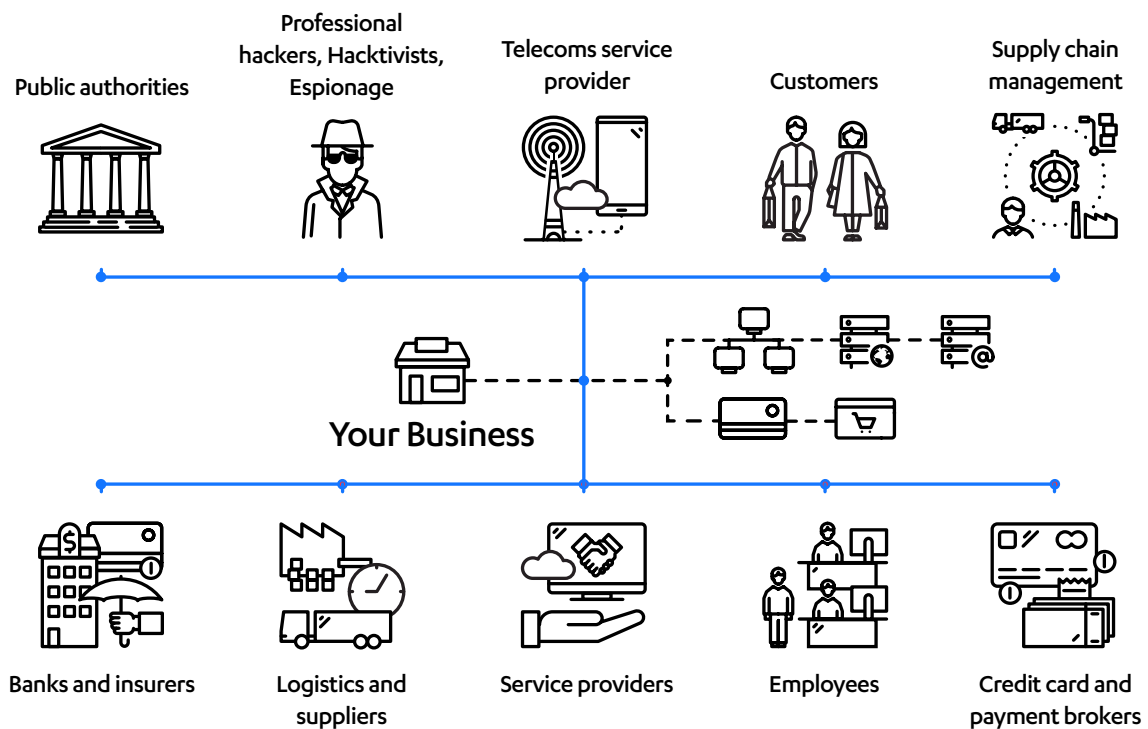 Public authorities
Professional
hackers, Hacktivists,
Espionage
Telecoms service
provider
Customers
Supply chain
management
@
Your Business
$
Banks and insurers
Logistics and
suppliers
Service providers
Employees
Credit card and
payment brokers